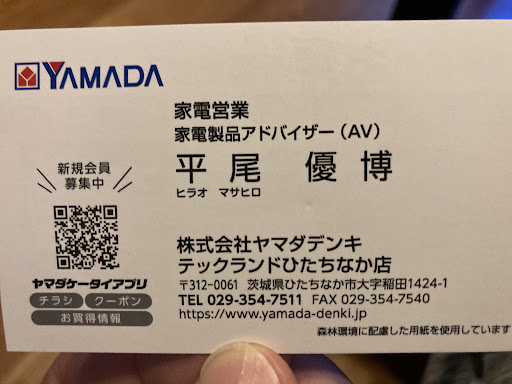 YAMADA
家電営業
家電製品アドバイザー(AV)
平尾 優博
ヒラオ マサヒロ
新規会員
募集中
ヤマダケータイアプリ
チラシ クーポン
お買得情報
株式会社ヤマダデンキ
テックランドひたちなか店
〒312-0061 茨城県ひたちなか市大字稲田1424-1
TEL 029-354-7511 FAX 029-354-7540
https://www.yamada-denki.jp
森林環境に配慮した用紙を使用しています